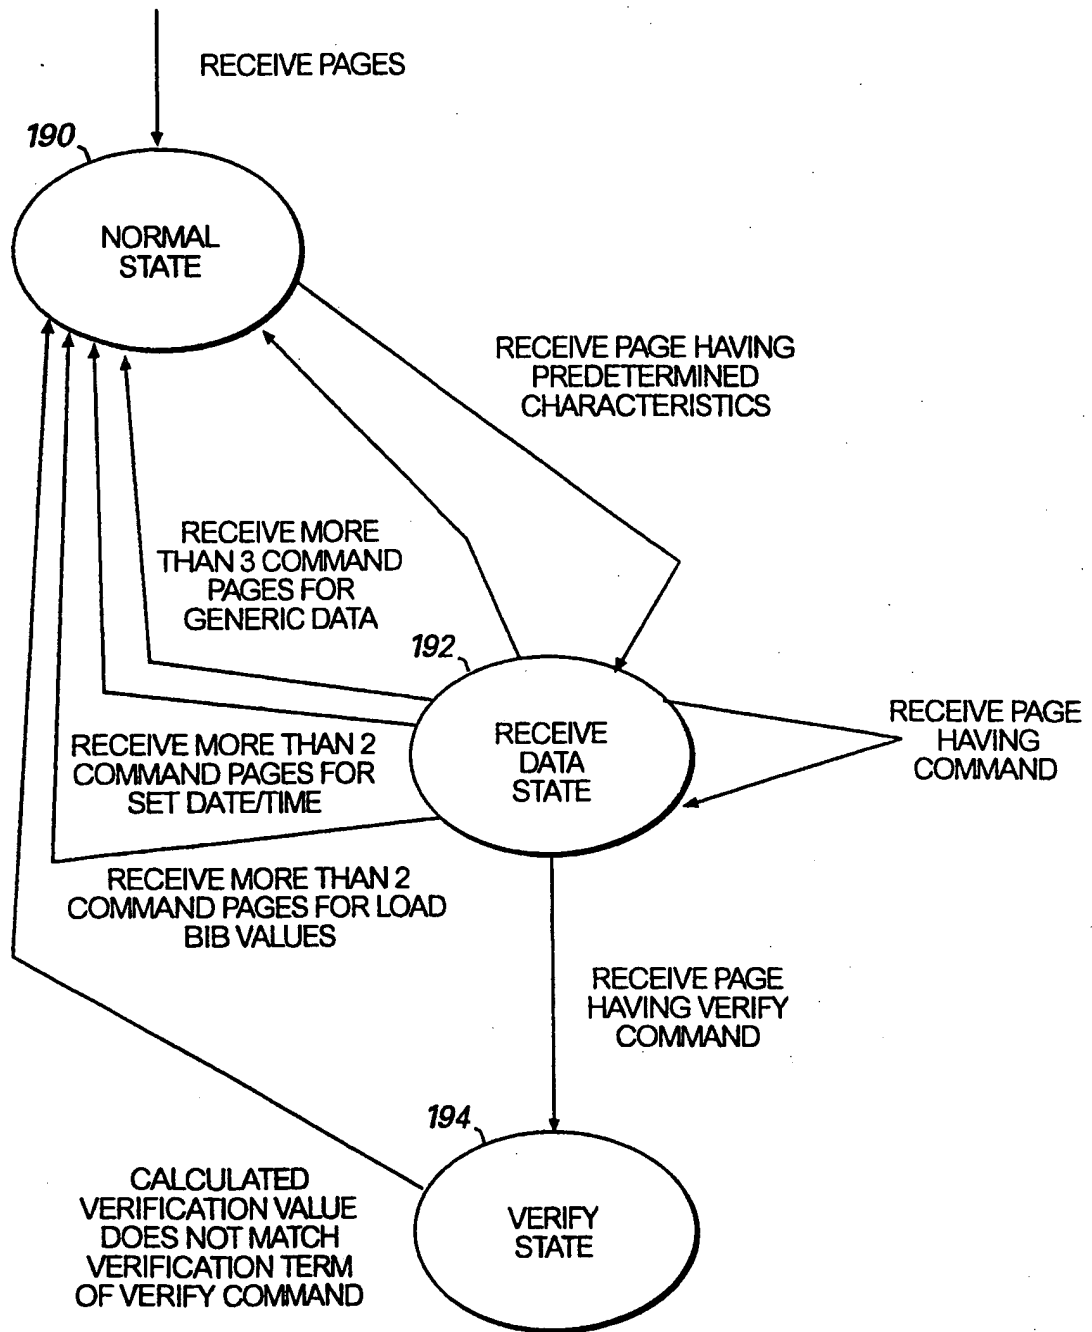 RECEIVE PAGES
190
NORMAL
STATE
RECEIVE PAGE HAVING
PREDETERMINED
CHARACTERISTICS
RECEIVE MORE
THAN 3 COMMAND
PAGES FOR
GENERIC DATA
192
RECEIVE
DATA
STATE
RECEIVE PAGE
HAVING
COMMAND
RECEIVE MORE THAN 2
COMMAND PAGES FOR
SET DATE/TIME
RECEIVE MORE THAN 2
COMMAND PAGES FOR LOAD
BIB VALUES
RECEIVE PAGE
HAVING VERIFY
COMMAND
194
VERIFY
STATE
CALCULATED
VERIFICATION VALUE
DOES NOT MATCH
VERIFICATION TERM
OF VERIFY COMMAND